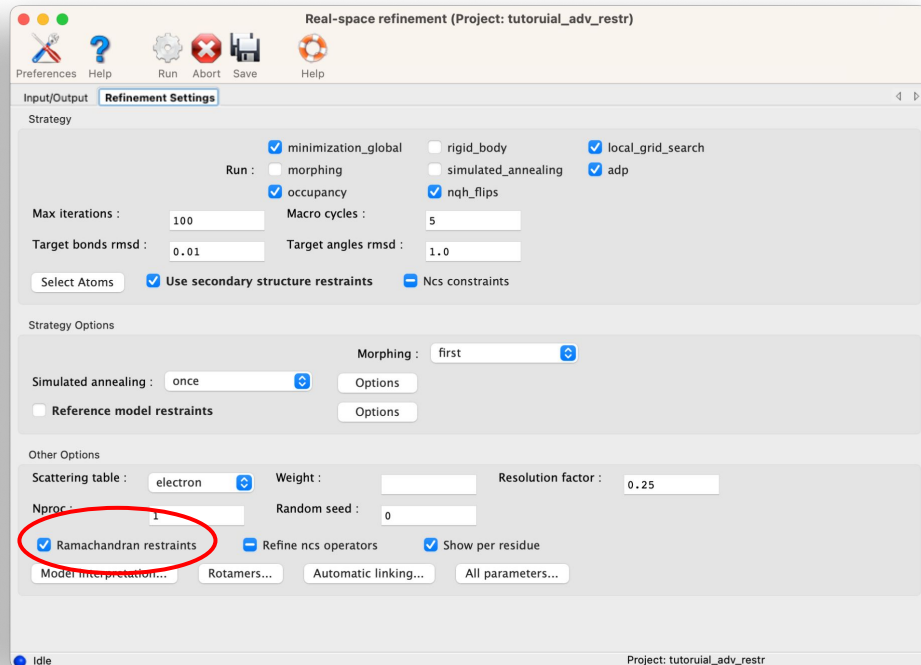 Real-space refinement (Project: tutoruial_adv_restr)
Preferences Help Run Abort Save Help
Input/Output Refinement Settings
Strategy
minimization_global rigid_body local_grid_search
Run : morphing simulated_annealing adp
occupancy nqh_flips
Max iterations : 100 Macro cycles : 5
Target bonds rmsd : 0.01 Target angles rmsd : 1.0
Select Atoms Use secondary structure restraints Ncs constraints
Strategy Options
Morphing : first
Simulated annealing : once Options
Reference model restraints Options
Other Options
Scattering table : electron Weight : Resolution factor : 0.25
Nproc : 1 Random seed : 0
Ramachandran restraints Refine ncs operators Show per residue
Model interpretation... Rotamers... Automatic linking... All parameters...
Idle Project: tutoruial_adv_restr